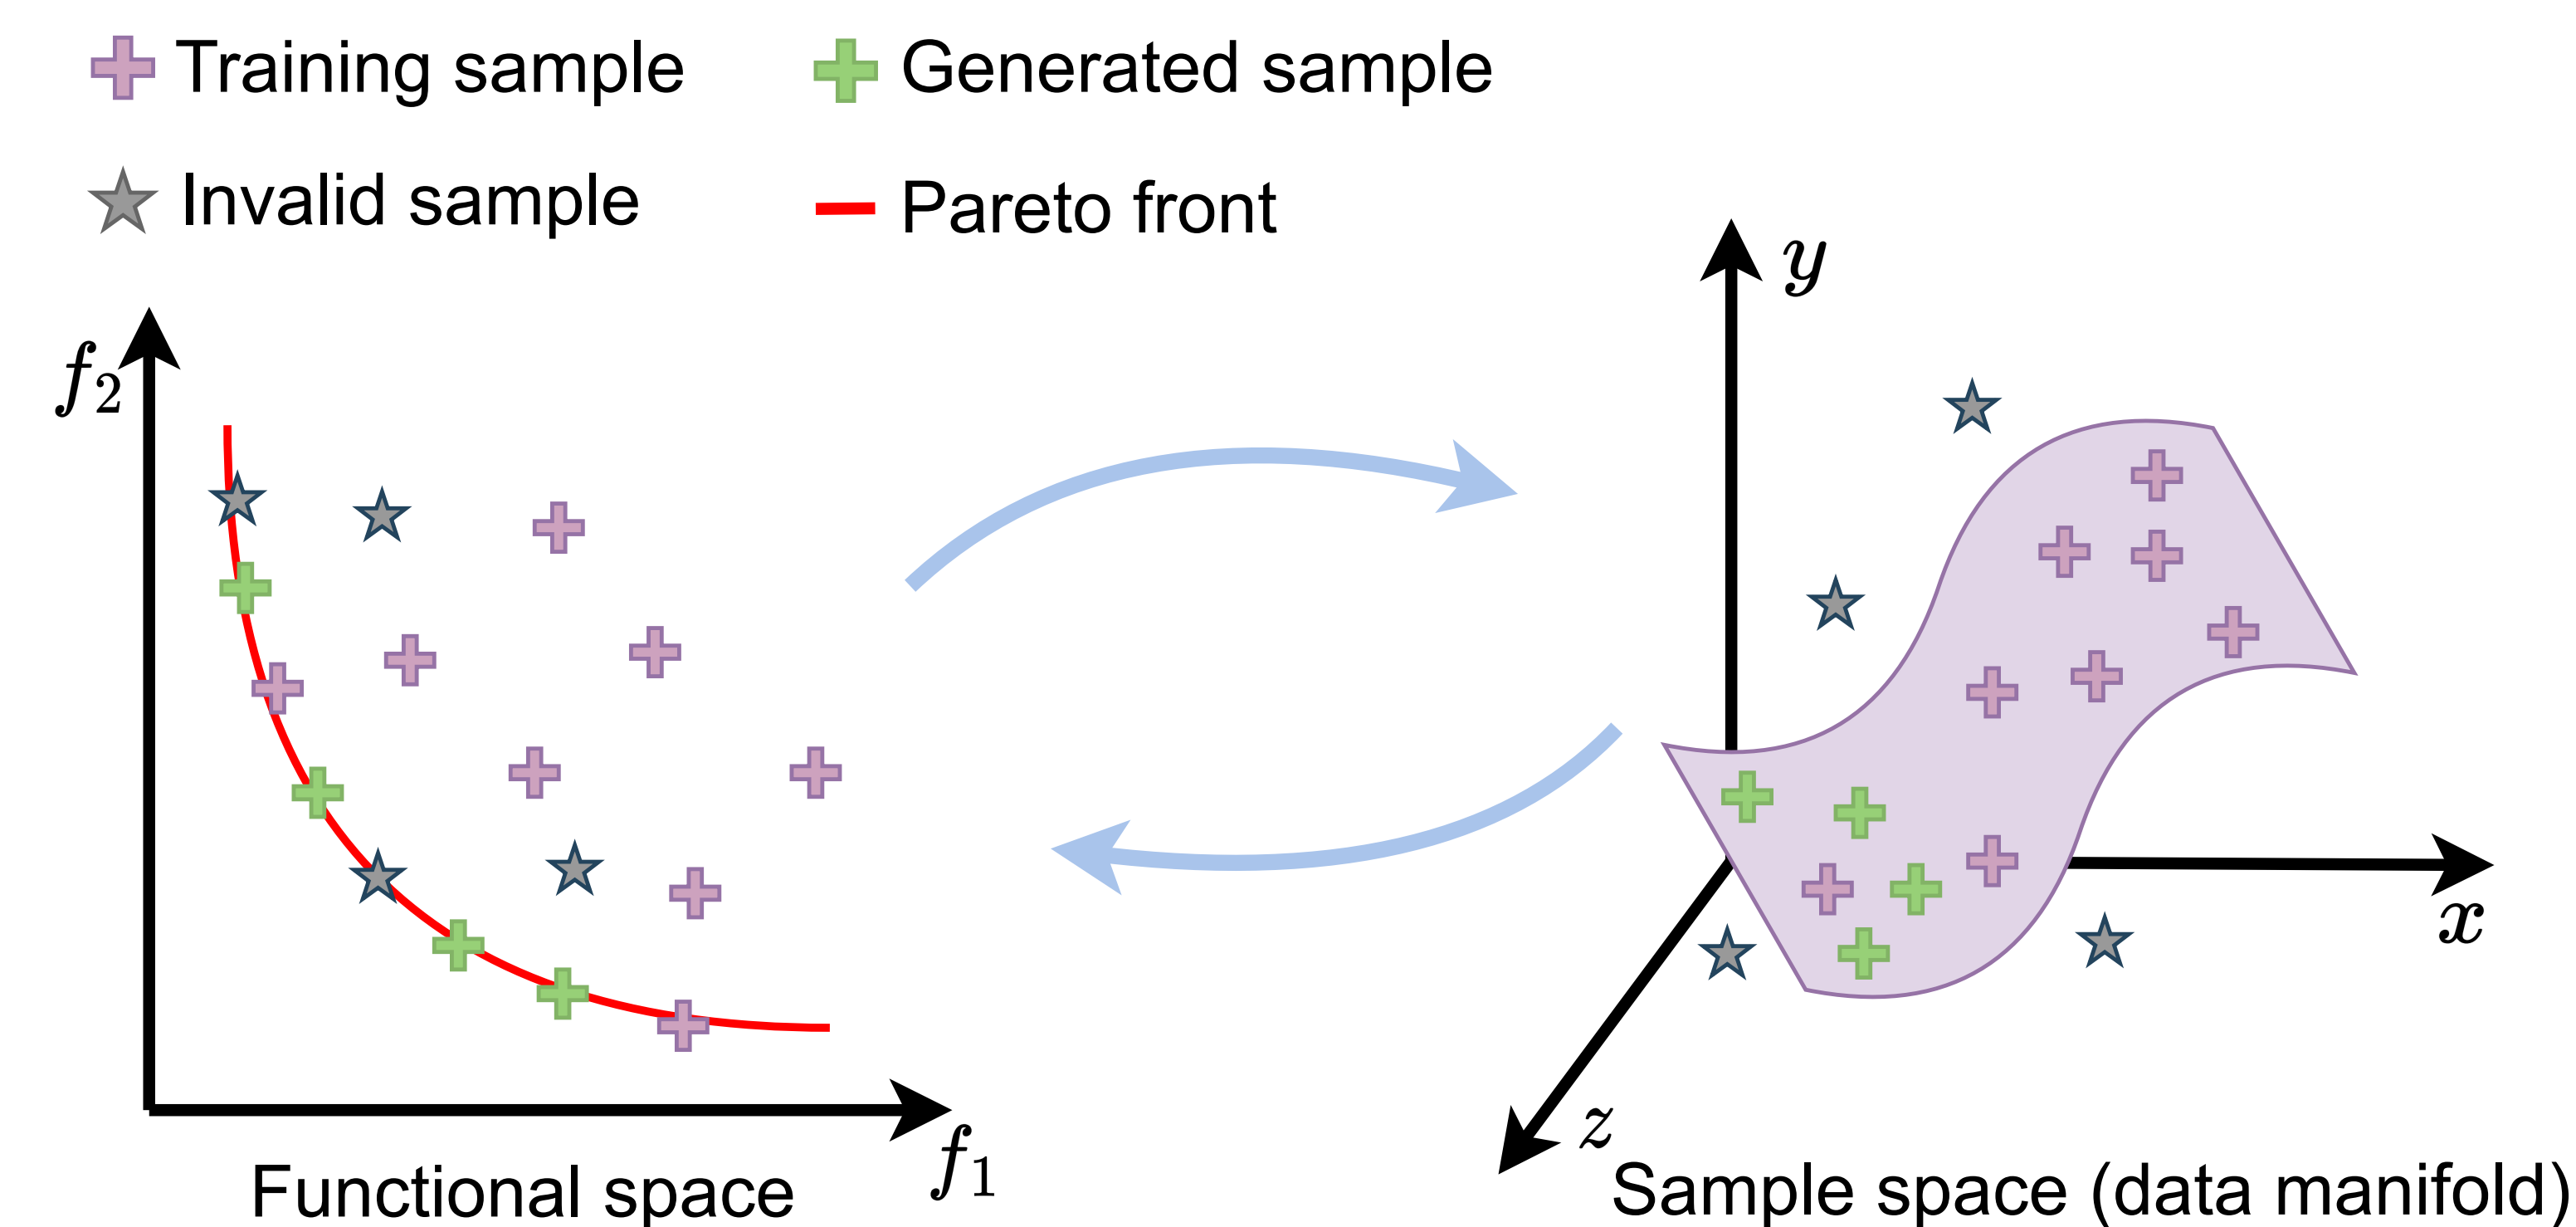 Training sample
Generated sample
Invalid sample
Pareto front
f₂
f₁
Functional space
y
x
z
Sample space (data manifold)